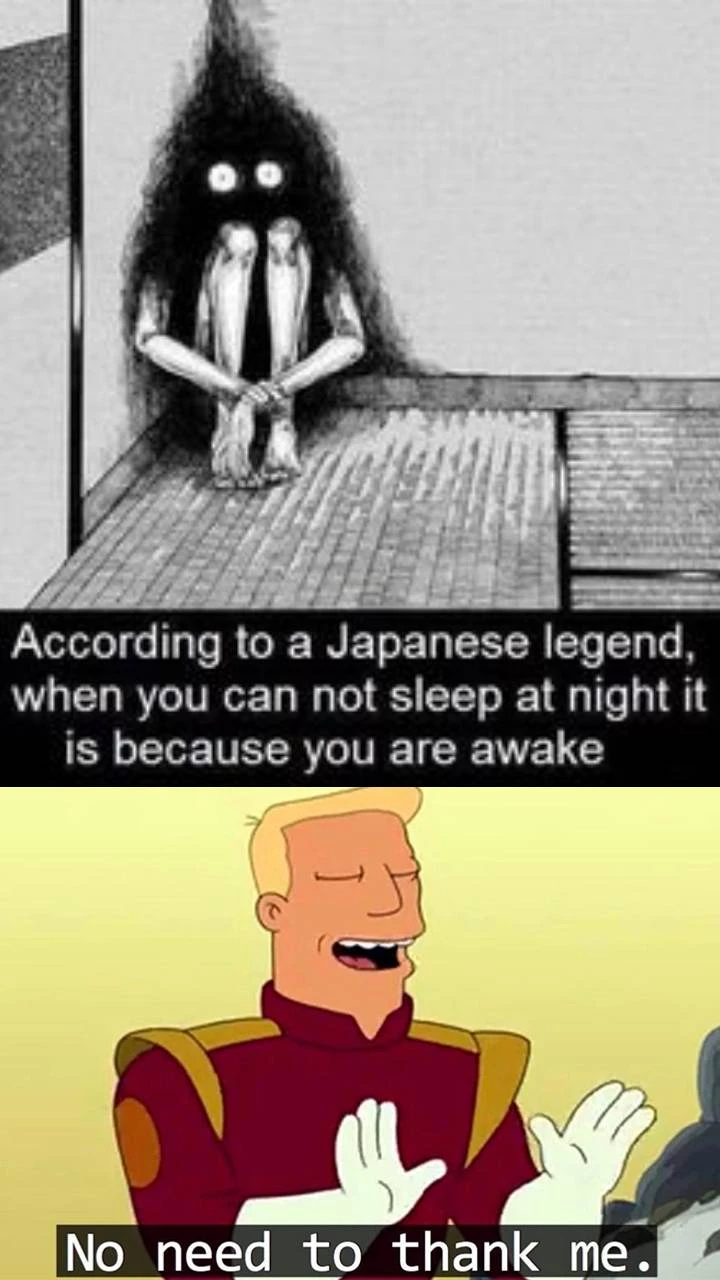 According to a Japanese legend,
when you can not sleep at night it
is because you are awake
No need to thank me.